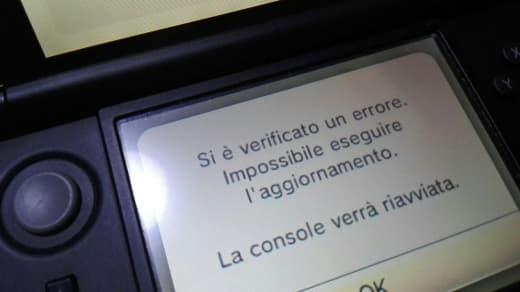 Si è verificato un errore.
Impossibile eseguire
l'aggiornamento.
La console verrà riavviata.
OK
X
Y